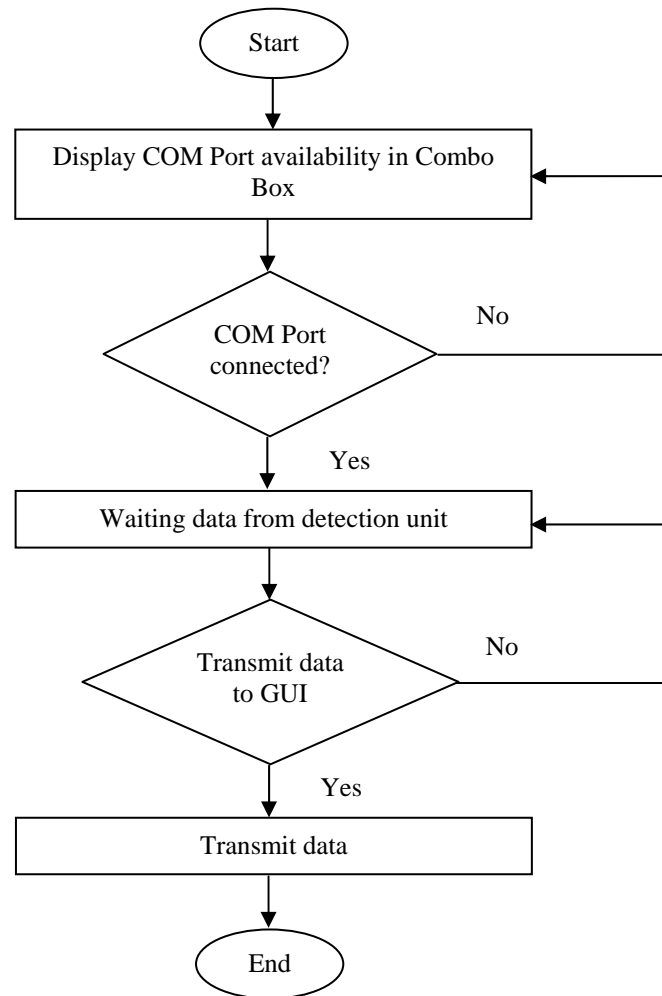 Start
Display COM Port availability in Combo
Box
COM Port
connected?
No
Yes
Waiting data from detection unit
Transmit data
to GUI
No
Yes
Transmit data
End